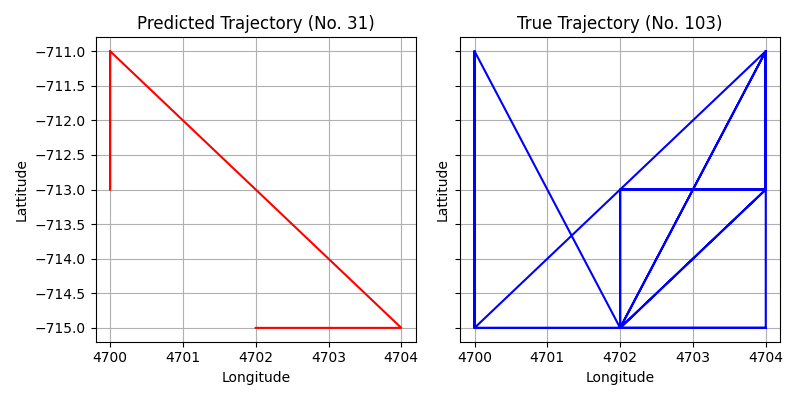 Predicted Trajectory (No. 31)
−711.0
−711.5
−712.0
−712.5
−713.0
−713.5
−714.0
−714.5
−715.0
Lattitude
4700 4701 4702 4703 4704
Longitude
True Trajectory (No. 103)
Lattitude
4700 4701 4702 4703 4704
Longitude